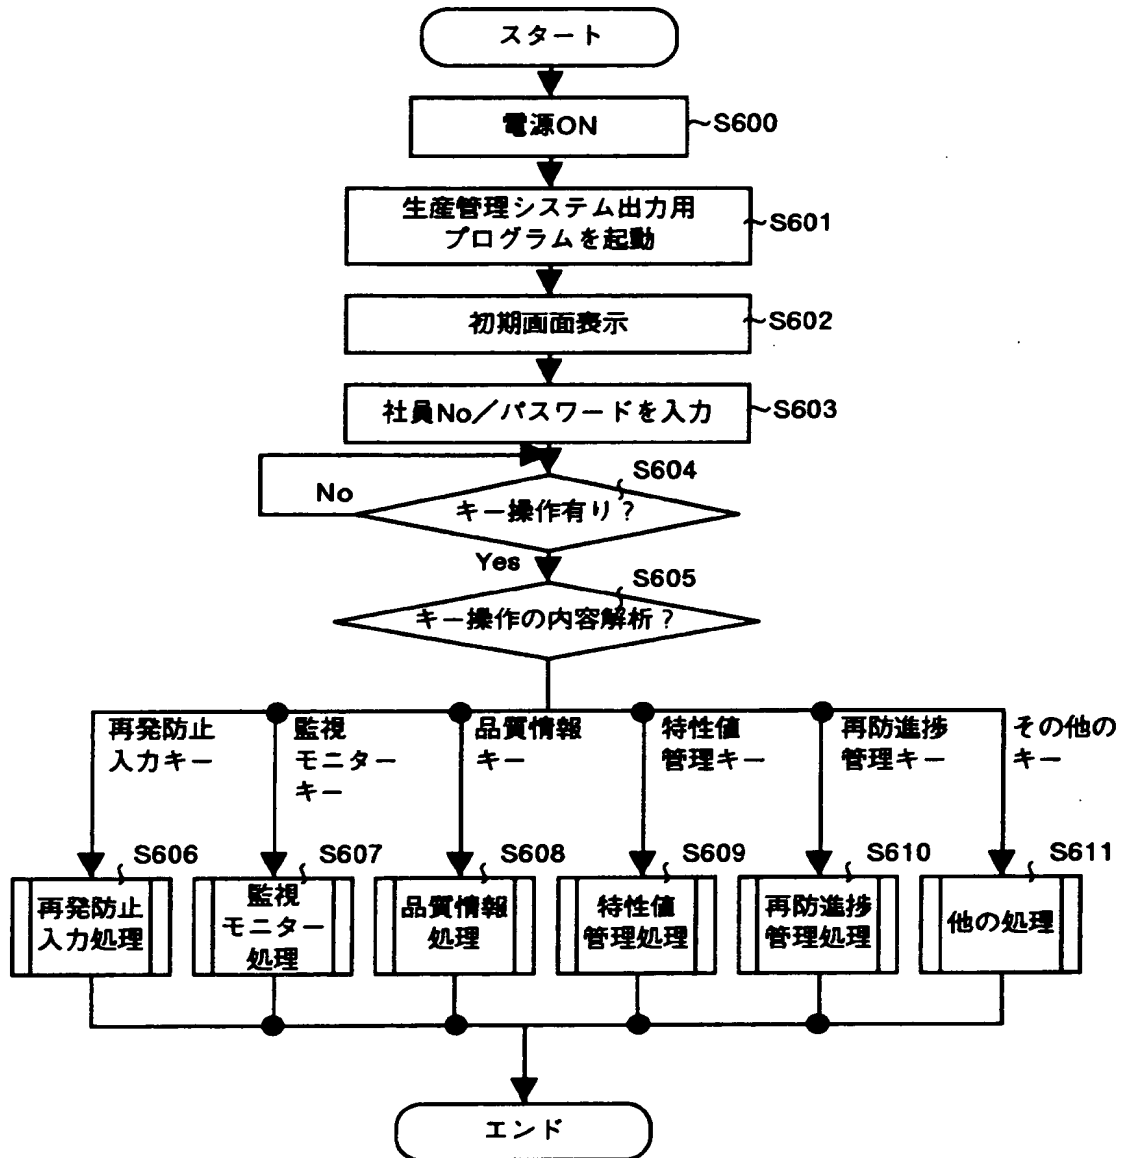 スタート
電源ON
~S600
生産管理システム出力用
プログラムを起動
~S601
初期画面表示
~S602
社員No／パスワードを入力
~S603
S604
No
キー操作有り？
Yes
S605
キー操作の内容解析？
再発防止
入力キー
監視
モニター
キー
品質情報
キー
特性値
管理キー
再防進捗
管理キー
その他の
キー
S606
S607
S608
S609
S610
S611
再発防止
入力処理
監視
モニター
処理
品質情報
処理
特性値
管理処理
再防進捗
管理処理
他の処理
エンド